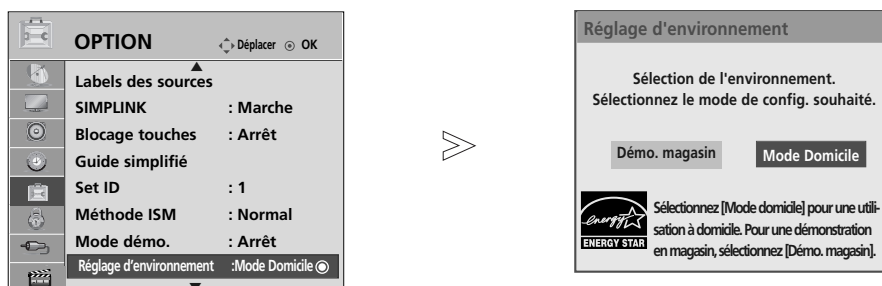 OPTION Déplacer OK
Labels des sources
SIMPLINK : Marche
Blocage touches : Arrêt
Guide simplifié
Set ID : 1
Méthode ISM : Normal
Mode démo. : Arrêt
Réglage d'environnement :Mode Domicile
Réglage d'environnement
Sélection de l'environnement.
Sélectionnez le mode de config. souhaité.
Démo. magasin Mode Domicile
energy
ENERGY STAR
Sélectionnez [Mode domicile] pour une utili-
sation à domicile. Pour une démonstration
en magasin, sélectionnez [Démo. magasin].